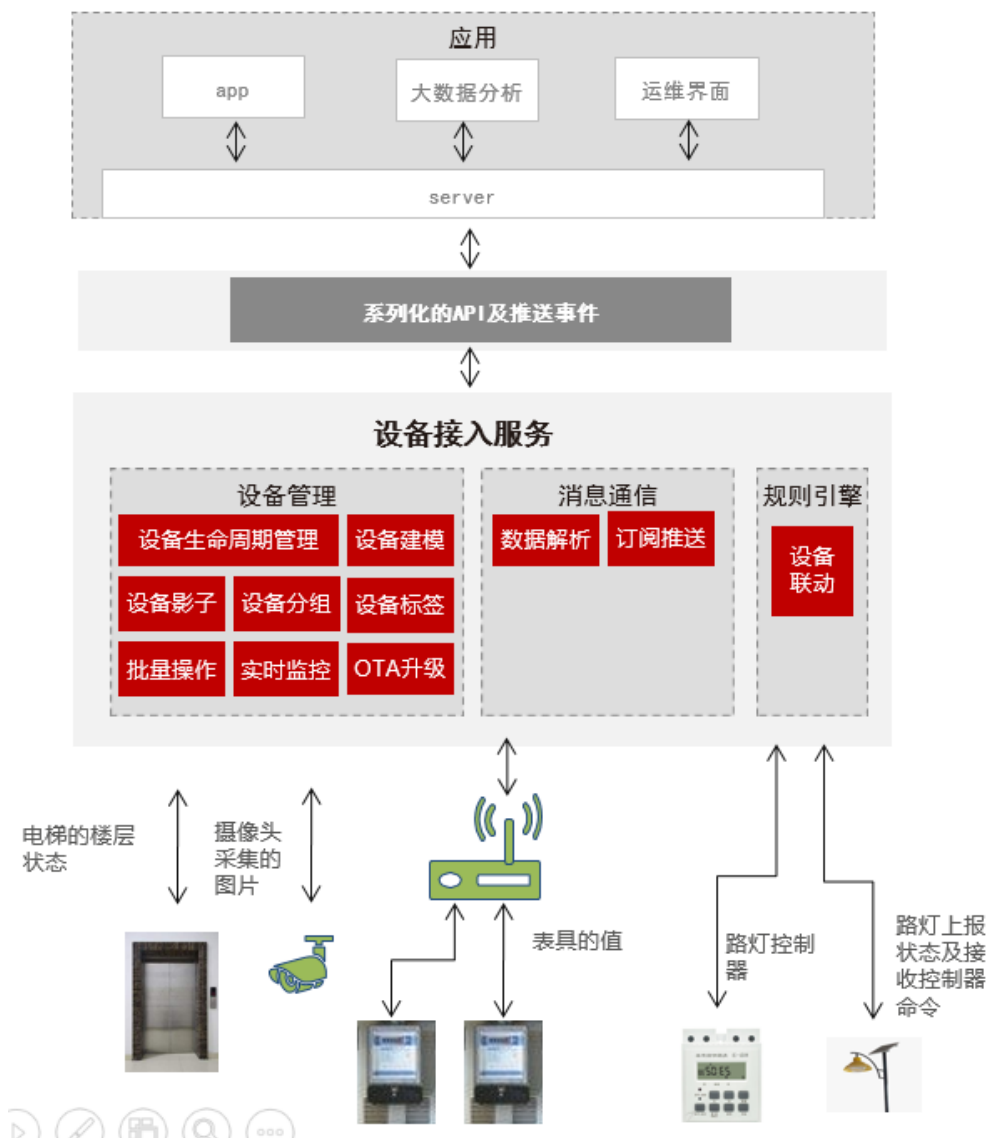 应用
app
大数据分析
运维界面
server
系列化的API及推送事件
设备接入服务
设备管理
消息通信
规则引擎
设备生命周期管理
设备建模
数据解析
订阅推送
设备
联动
设备影子
设备分组
设备标签
批量操作
实时监控
OTA升级
电梯的楼层
状态
摄像头
采集的
图片
表具的值
路灯控制
器
路灯上报
状态及接
收控制器
命令